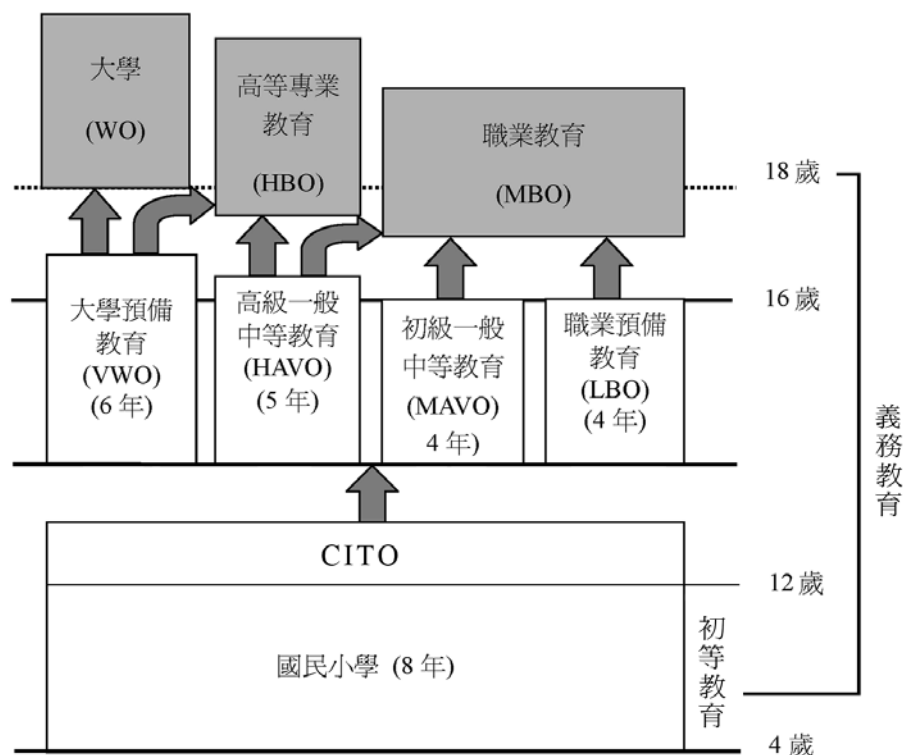 大學
(WO)
高等專業
教育
(HBO)
職業教育
(MBO)
18 歲
大學預備
教育
(VWO)
(6 年)
高級一般
中等教育
(HAVO)
(5 年)
初級一般
中等教育
(MAVO)
4 年)
職業預備
教育
(LBO)
(4 年)
16 歲
義務教育
CITO
12 歲
國民小學 (8 年)
初等教育
4 歲